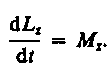 dL_z/dt = M_z.